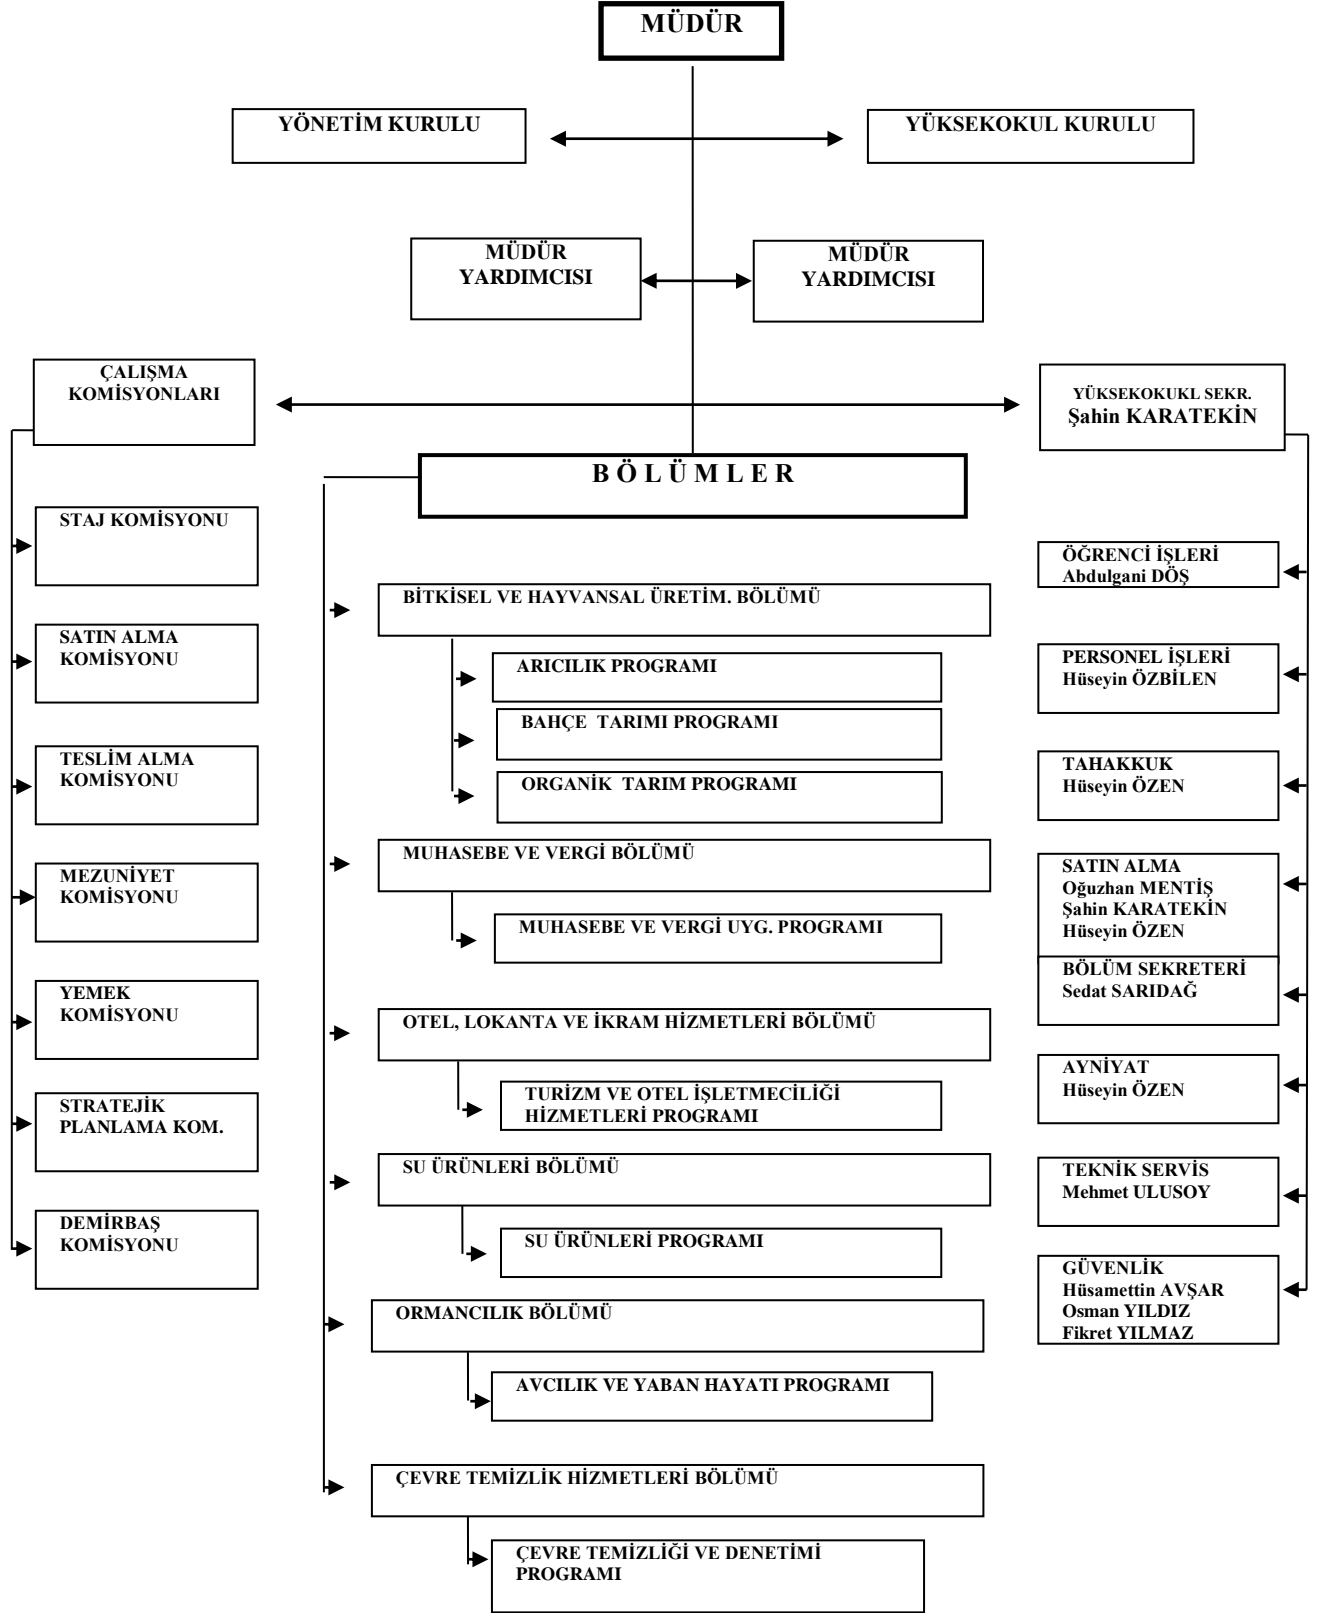 MÜDÜR
YÖNETİM KURULU
YÜKSEKOKUL KURULU
MÜDÜR
YARDIMCISI
MÜDÜR
YARDIMCISI
ÇALIŞMA
KOMİSYONLARI
YÜKSEKOKUKL SEKR.
Şahin KARATEKİN
B Ö L Ü M L E R
STAJ KOMİSYONU
SATIN ALMA
KOMİSYONU
TESLİM ALMA
KOMİSYONU
MEZUNİYET
KOMİSYONU
YEMEK
KOMİSYONU
STRATEJİK
PLANLAMA KOM.
DEMİRBAŞ
KOMİSYONU
BİTKİSEL VE HAYVANSAL ÜRETİM. BÖLÜMÜ
ARICILIK PROGRAMI
BAHÇE  TARIMI PROGRAMI
ORGANİK  TARIM PROGRAMI
MUHASEBE VE VERGİ BÖLÜMÜ
MUHASEBE VE VERGİ UYG. PROGRAMI
OTEL, LOKANTA VE İKRAM HİZMETLERİ BÖLÜMÜ
TURİZM VE OTEL İŞLETMECİLİĞİ
HİZMETLERİ PROGRAMI
SU ÜRÜNLERİ BÖLÜMÜ
SU ÜRÜNLERİ PROGRAMI
ORMANCILIK BÖLÜMÜ
AVCILIK VE YABAN HAYATI PROGRAMI
ÇEVRE TEMİZLİK HİZMETLERİ BÖLÜMÜ
ÇEVRE TEMİZLİĞİ VE DENETİMİ
PROGRAMI
ÖĞRENCİ İŞLERİ
Abdulgani DÖŞ
PERSONEL İŞLERİ
Hüseyin ÖZBİLEN
TAHAKKUK
Hüseyin ÖZEN
SATIN ALMA
Oğuzhan MENTİŞ
Şahin KARATEKİN
Hüseyin ÖZEN
BÖLÜM SEKRETERİ
Sedat SARIDAĞ
AYNİYAT
Hüseyin ÖZEN
TEKNİK SERVİS
Mehmet ULUSOY
GÜVENLİK
Hüsamettin AVŞAR
Osman YILDIZ
Fikret YILMAZ